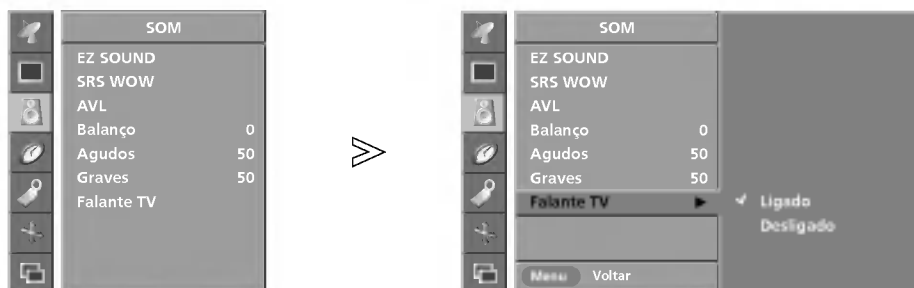 SOM
EZ SOUND
SRS WOW
AVL
Balanço 0
Agudos 50
Graves 50
Falante TV
SOM
EZ SOUND
SRS WOW
AVL
Balanço 0
Agudos 50
Graves 50
Falante TV
Ligado
Desligado
Menu Voltar